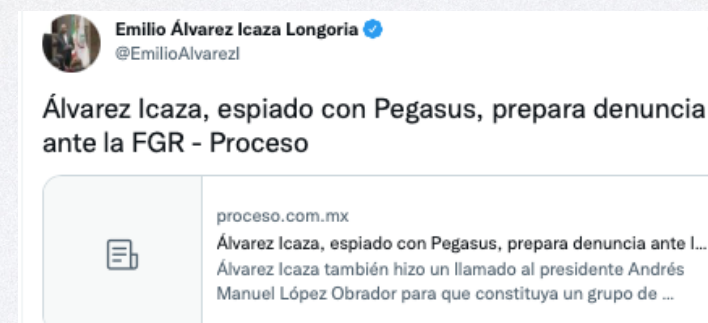 Emilio Álvarez Icaza Longoria
@EmilioAlvarezI
Álvarez Icaza, espiado con Pegasus, prepara denuncia
ante la FGR - Proceso
proceso.com.mx
Álvarez Icaza, espiado con Pegasus, prepara denuncia ante l...
Álvarez Icaza también hizo un llamado al presidente Andrés
Manuel López Obrador para que constituya un grupo de ...